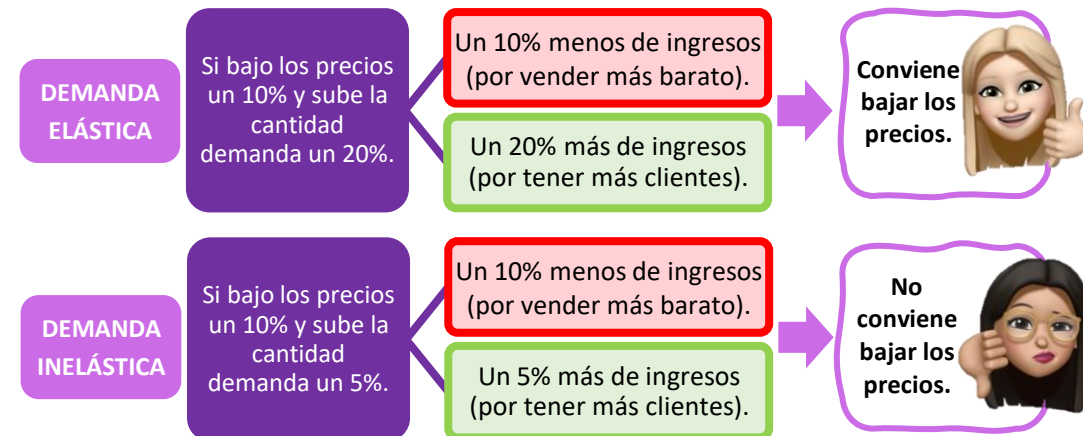 DEMANDA
ELÁSTICA
Si bajo los precios
un 10% y sube la
cantidad
demanda un 20%.
Un 10% menos de ingresos
(por vender más barato).
Un 20% más de ingresos
(por tener más clientes).
Conviene
bajar los
precios.
DEMANDA
INELÁSTICA
Si bajo los precios
un 10% y sube la
cantidad
demanda un 5%.
Un 10% menos de ingresos
(por vender más barato).
Un 5% más de ingresos
(por tener más clientes).
No
conviene
bajar los
precios.